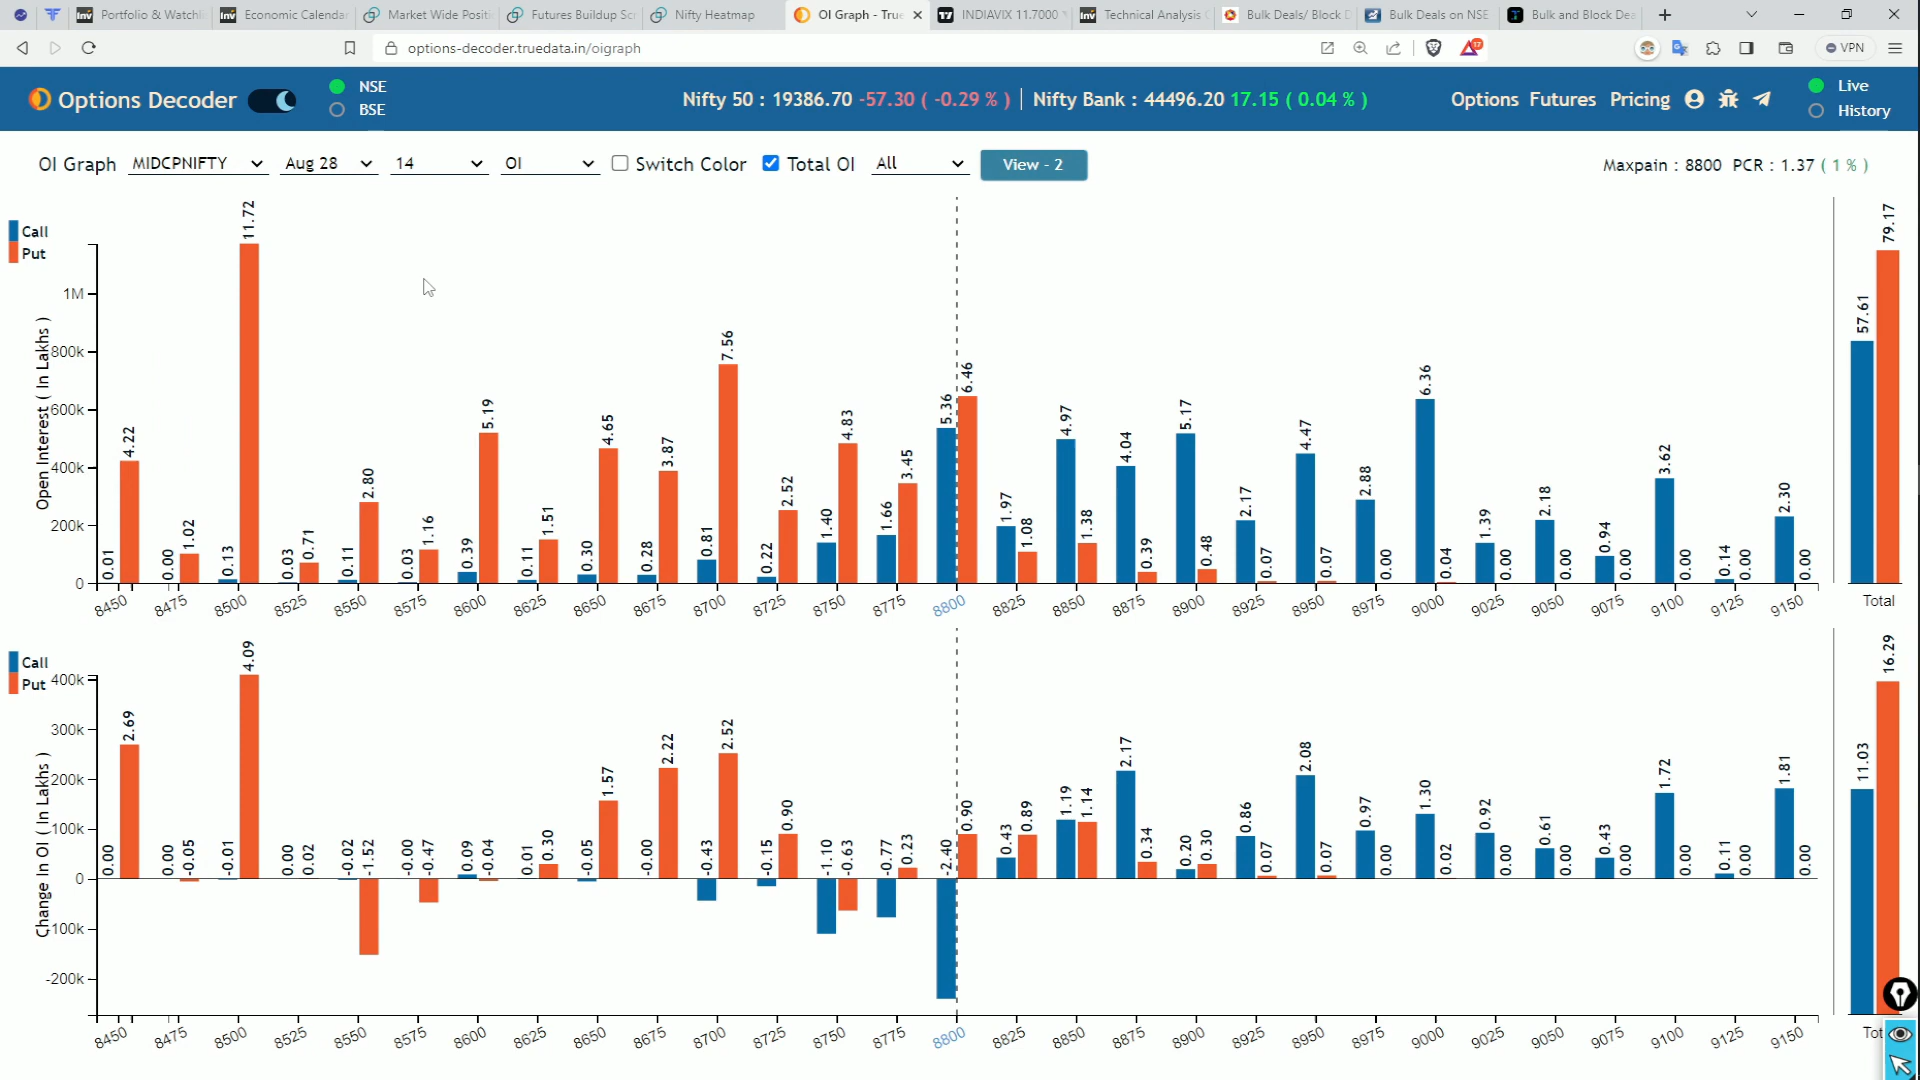 Portfolio & Watchli
Economic Calendar
Market Wide Positi
Futures Buildup Scr
Nifty Heatmap
OI Graph - True
INDIAVIX 11.7000
Technical Analysis
Bulk Deals/ Block D
Bulk Deals on NSE
Bulk and Block Dea
options-decoder.truedata.in/oigraph
17
VPN
Options Decoder
NSE
BSE
Nifty 50 : 19386.70 -57.30 ( -0.29 % ) | Nifty Bank : 44496.20 17.15 ( 0.04 % )
Options Futures Pricing
Live
History
OI Graph MIDCPNIFTY Aug 28 14 OI Switch Color Total OI All View - 2
Maxpain : 8800 PCR : 1.37 ( 1 % )
Call
Put
Open Interest ( In Lakhs )
1M
800k
600k
400k
200k
0
0.01 4.22 0.00 1.02 0.13 11.72 0.03 0.71 0.11 2.80 0.03 1.16 0.39 5.19 0.11 1.51 0.30 4.65 0.28 3.87 0.81 7.56 0.22 2.52 1.40 4.83 1.66 3.45 5.36 6.46 1.97 1.08 4.97 1.38 4.04 0.39 5.17 0.48 2.17 0.07 4.47 0.07 2.88 0.00 6.36 0.04 1.39 0.00 2.18 0.00 0.94 0.00 3.62 0.00 0.14 0.00 2.30 0.00 57.61 79.17
8450 8475 8500 8525 8550 8575 8600 8625 8650 8675 8700 8725 8750 8775 8800 8825 8850 8875 8900 8925 8950 8975 9000 9025 9050 9075 9100 9125 9150 Total
Call
Put
Change In OI ( In Lakhs )
400k
300k
200k
100k
0
-100k
-200k
0.00 2.69 0.00 -0.05 -0.01 4.09 0.00 0.02 -0.02 -1.52 -0.00 -0.47 0.09 -0.04 0.01 0.30 -0.05 1.57 -0.00 2.22 -0.43 2.52 -0.15 0.90 -1.10 -0.63 -0.77 0.23 -2.40 0.90 0.43 0.89 1.19 1.14 2.17 0.34 0.20 0.30 0.86 0.07 2.08 0.07 0.97 0.00 1.30 0.02 0.92 0.00 0.61 0.00 0.43 0.00 1.72 0.00 0.11 0.00 1.81 0.00 11.03 16.29
8450 8475 8500 8525 8550 8575 8600 8625 8650 8675 8700 8725 8750 8775 8800 8825 8850 8875 8900 8925 8950 8975 9000 9025 9050 9075 9100 9125 9150 Tot